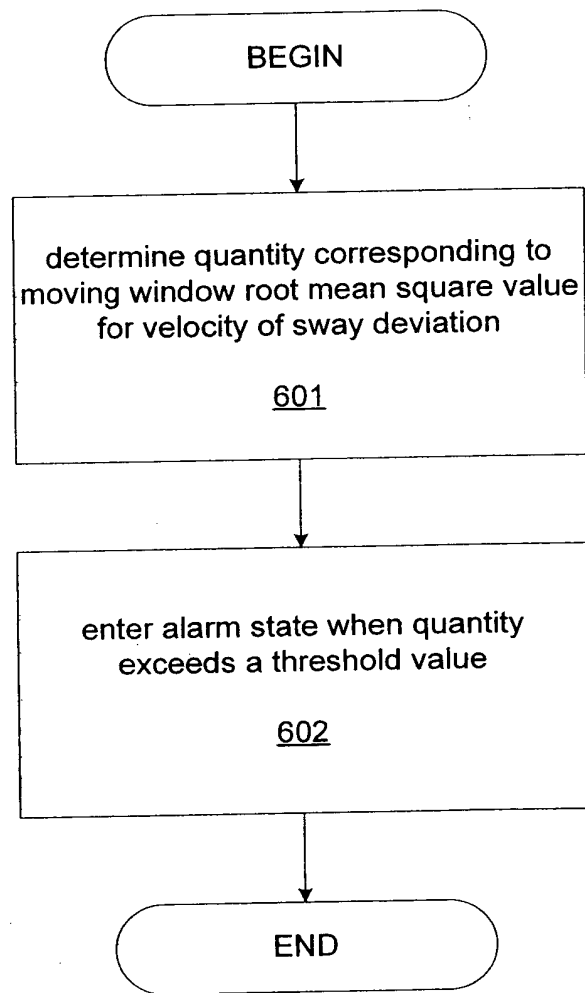 BEGIN
determine quantity corresponding to
moving window root mean square value
for velocity of sway deviation
601
enter alarm state when quantity
exceeds a threshold value
602
END